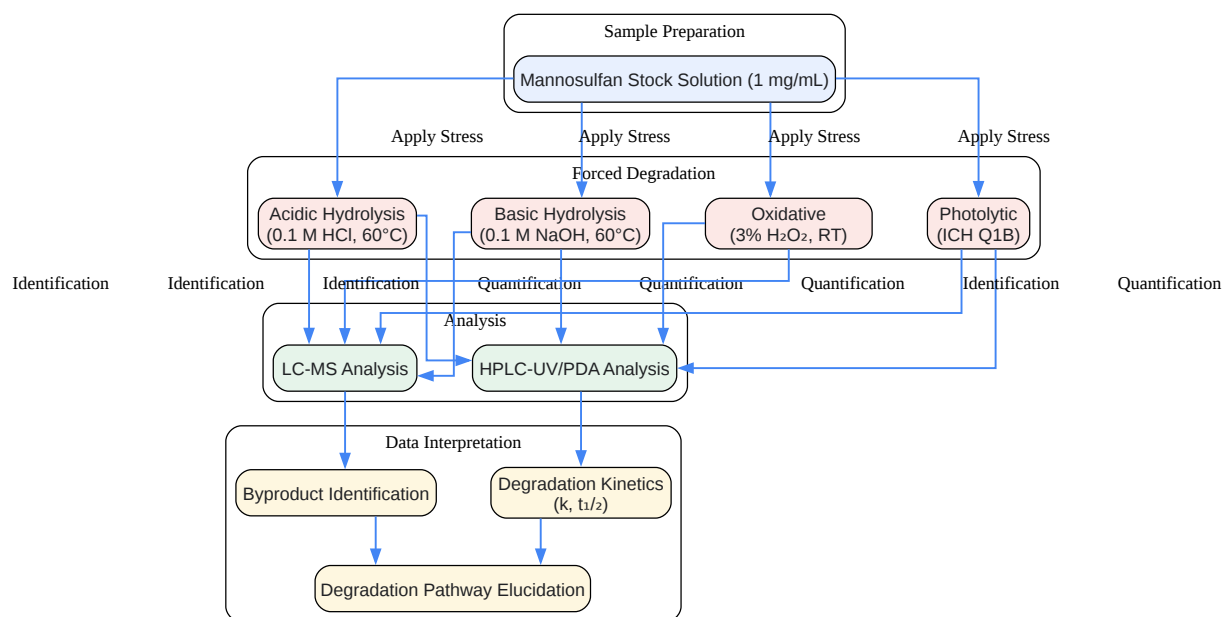 Sample Preparation
Mannosulfan Stock Solution (1 mg/mL)
Apply Stress
Apply Stress
Apply Stress
Apply Stress
Forced Degradation
Acidic Hydrolysis
(0.1 M HCl, 60°C)
Basic Hydrolysis
(0.1 M NaOH, 60°C)
Oxidative
(3% H₂O₂, RT)
Photolytic
(ICH Q1B)
Identification
Identification
Identification
Quantification
Quantification
Quantification
Identification
Quantification
Analysis
LC-MS Analysis
HPLC-UV/PDA Analysis
Data Interpretation
Byproduct Identification
Degradation Kinetics
(k, t₁/₂)
Degradation Pathway Elucidation